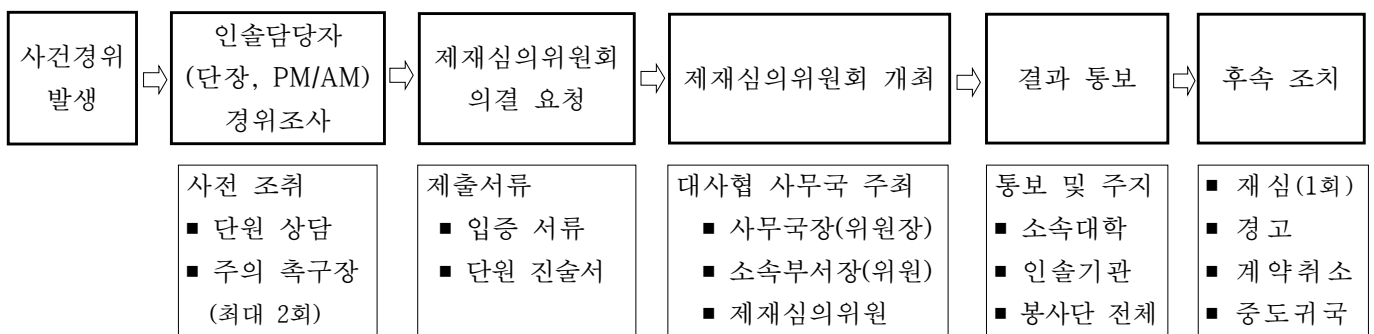 사건경위
발생
인솔담당자
(단장, PM/AM)
경위조사
제재심의위원회
의결 요청
제재심의위원회 개최
결과 통보
후속 조치
사전 조취
▪ 단원 상담
▪ 주의 촉구장
(최대 2회)
제출서류
▪ 입증 서류
▪ 단원 진술서
대사협 사무국 주최
▪ 사무국장(위원장)
▪ 소속부서장(위원)
▪ 제재심의위원
통보 및 주지
▪ 소속대학
▪ 인솔기관
▪ 봉사단 전체
▪ 재심(1회)
▪ 경고
▪ 계약취소
▪ 중도귀국